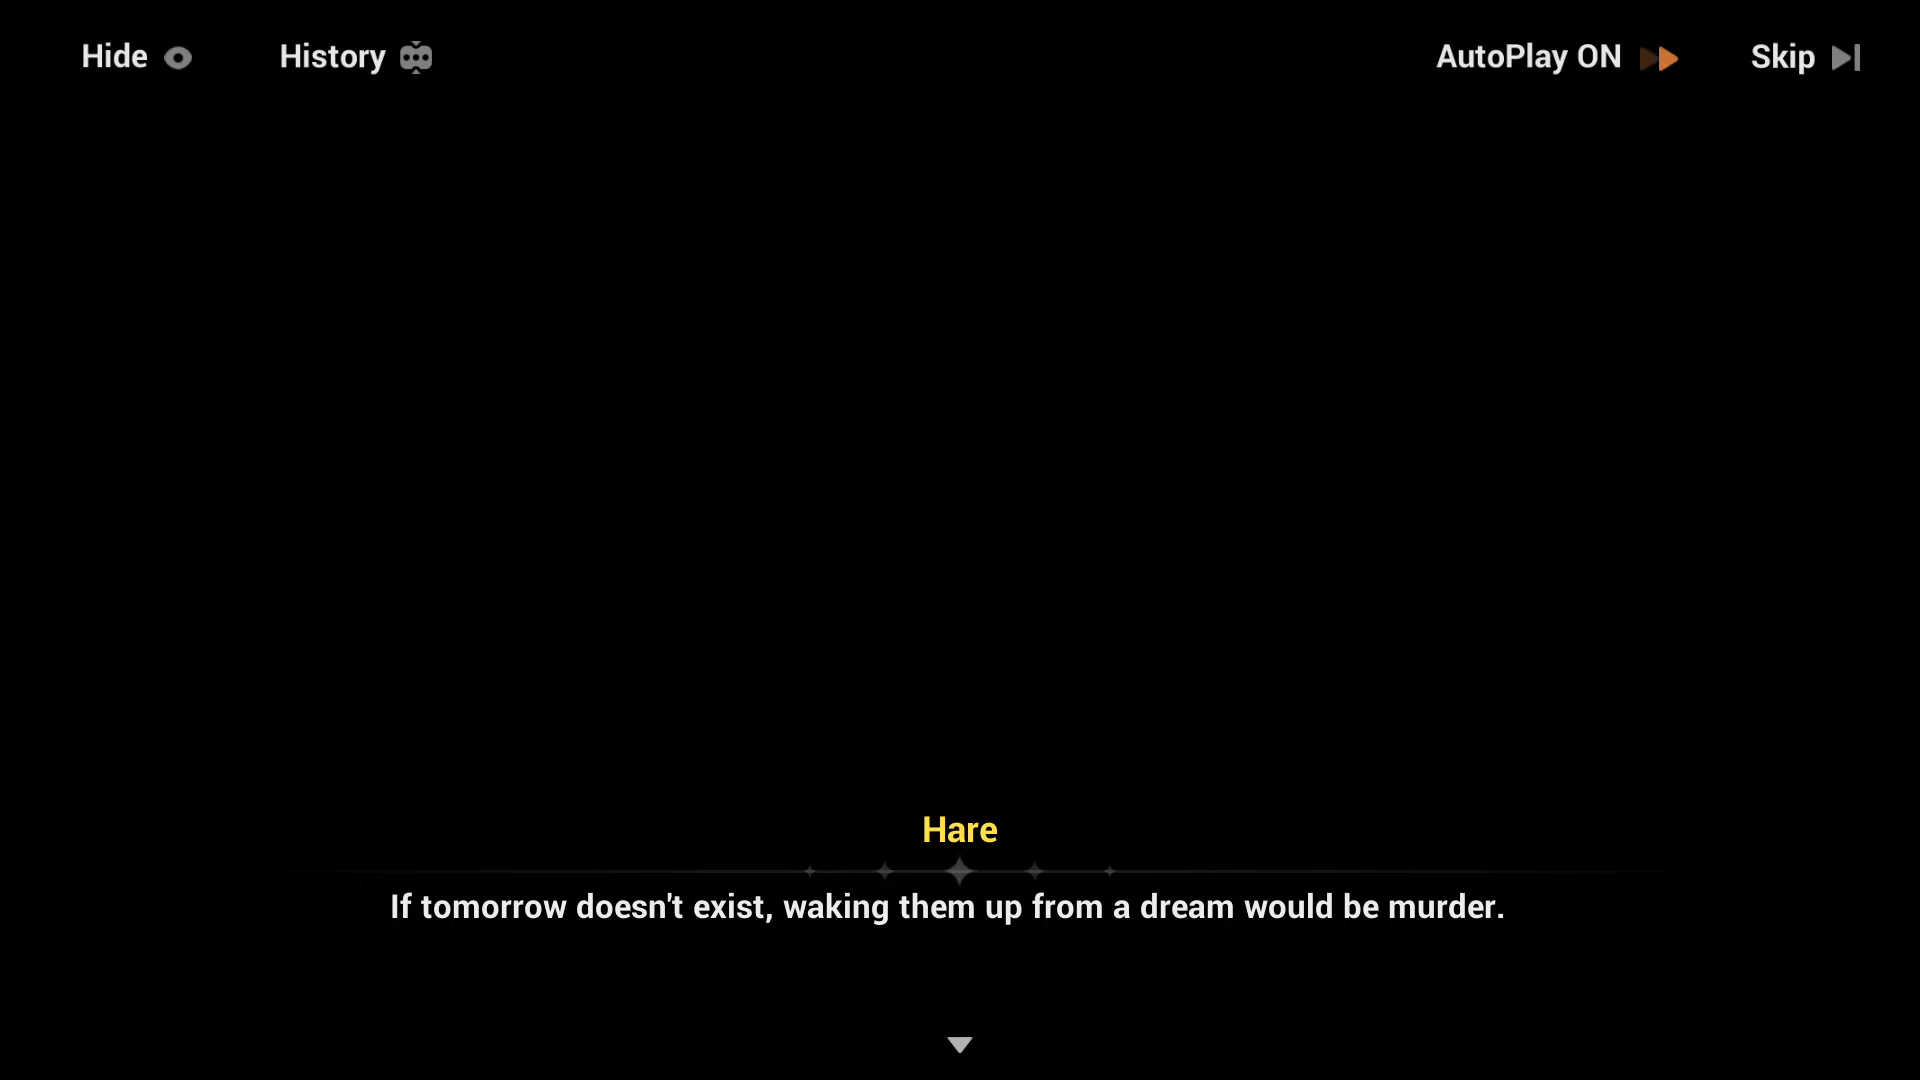 Hide
History
AutoPlay ON
Skip
Hare
If tomorrow doesn't exist, waking them up from a dream would be murder.